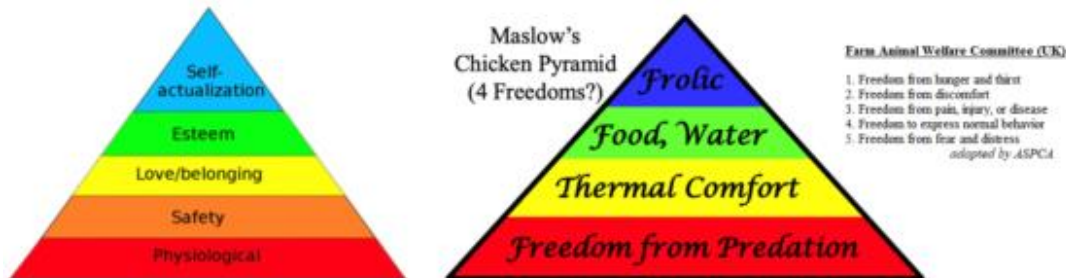 Self-
actualization
Esteem
Love/belonging
Safety
Physiological
Maslow's
Chicken Pyramid
(4 Freedoms?)
Frolic
Food, Water
Thermal Comfort
Freedom from Predation
Farm Animal Welfare Committee (UK)
1. Freedom from hunger and thirst
2. Freedom from discomfort
3. Freedom from pain, injury, or disease
4. Freedom to express normal behavior
5. Freedom from fear and distress
adopted by ASPCA